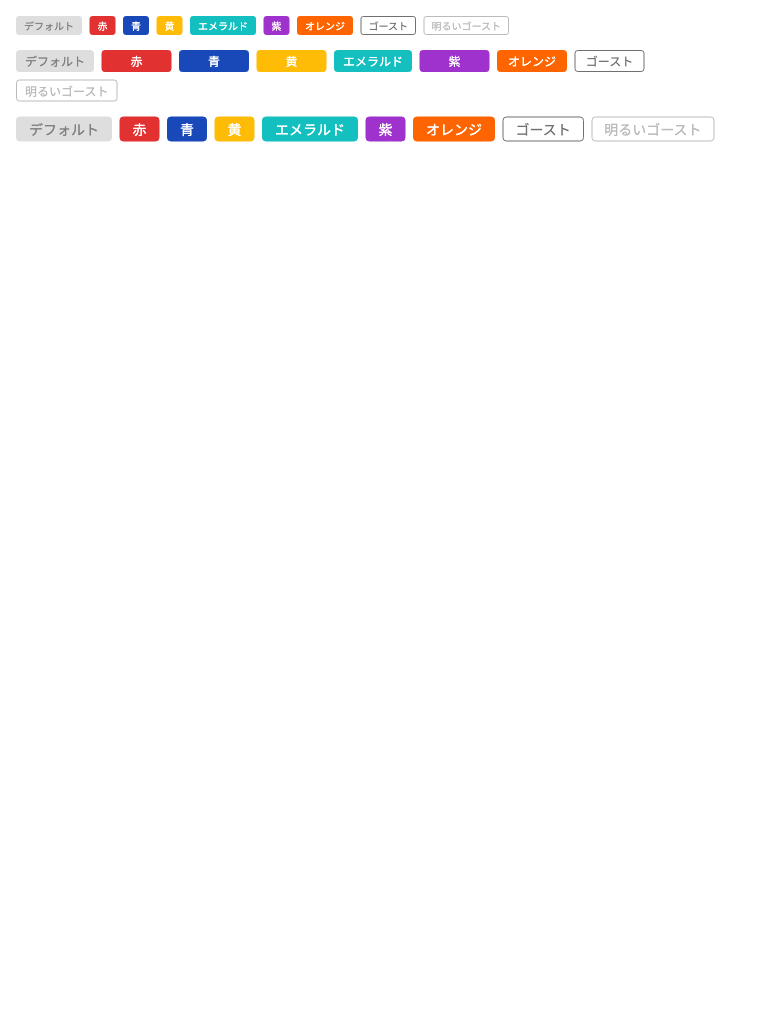 デフォルト 赤 青 黄 エメラルド 紫 オレンジ ゴースト 明るいゴースト
デフォルト 赤 青 黄 エメラルド 紫 オレンジ ゴースト
明るいゴースト
デフォルト 赤 青 黄 エメラルド 紫 オレンジ ゴースト 明るいゴースト